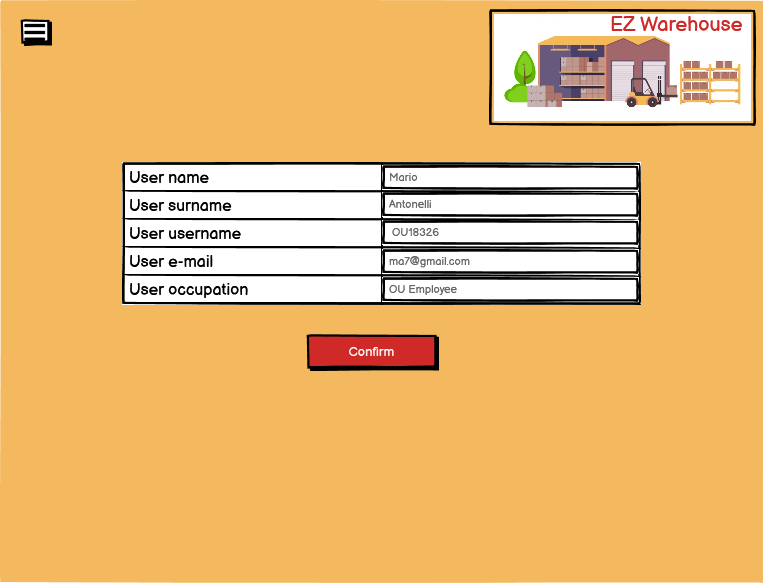 EZ Warehouse
User name Mario
User surname Antonelli
User username OU18326
User e-mail ma7@gmail.com
User occupation OU Employee
Confirm